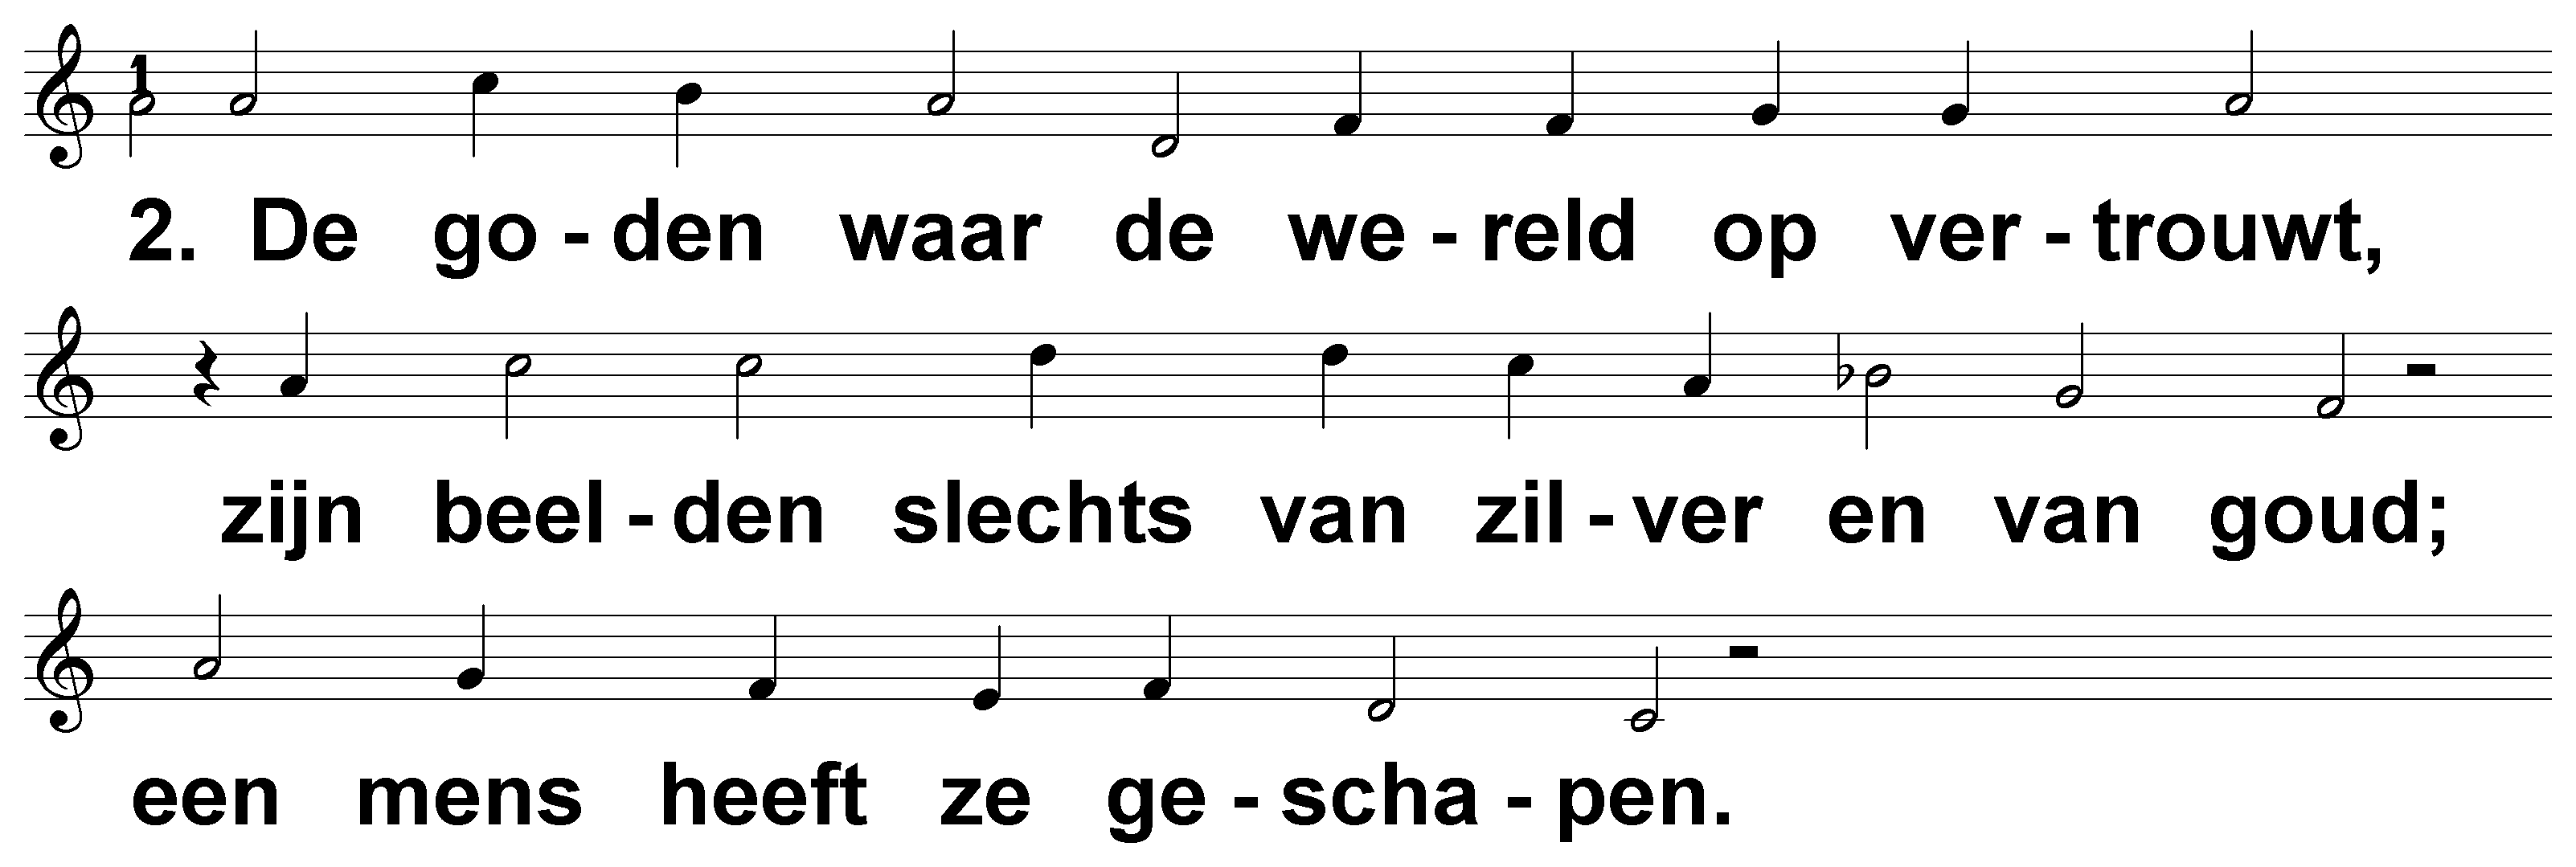 1
2. De go - den waar de we - reld op ver - trouwt,
zijn beel - den slechts van zil - ver en van goud;
een mens heeft ze ge - scha - pen.